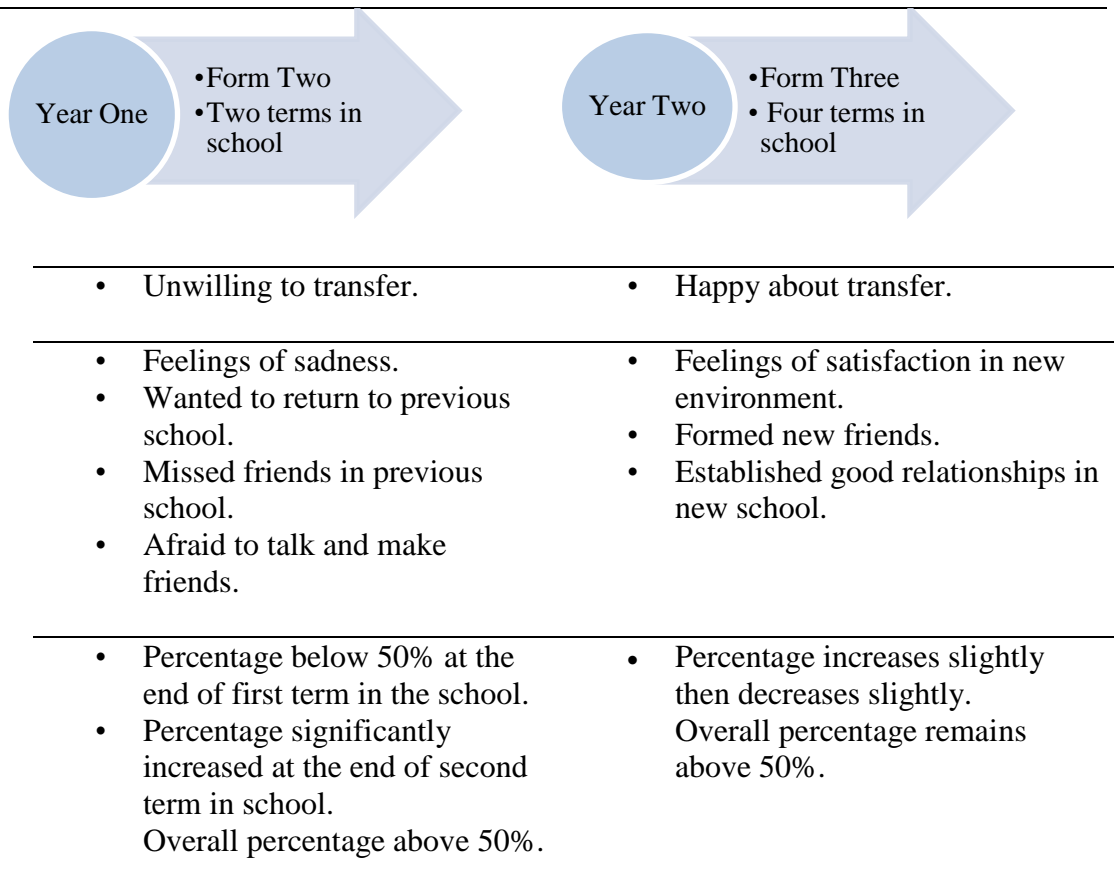 Year One
•Form Two
•Two terms in
school
Year Two
•Form Three
• Four terms in
school
• Unwilling to transfer.
• Happy about transfer.
• Feelings of sadness.
• Wanted to return to previous
school.
• Missed friends in previous
school.
• Afraid to talk and make
friends.
• Feelings of satisfaction in new
environment.
• Formed new friends.
• Established good relationships in
new school.
• Percentage below 50% at the
end of first term in the school.
• Percentage significantly
increased at the end of second
term in school.
Overall percentage above 50%.
• Percentage increases slightly
then decreases slightly.
Overall percentage remains
above 50%.